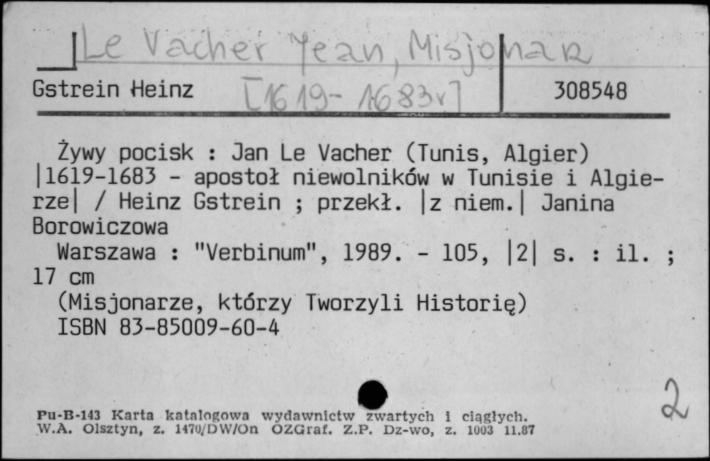 Le Vacher Jean, Misjonarz
Gstrein Heinz [1619-1683r] 308548
Żywy pocisk : Jan Le Vacher (Tunis, Algier)
|1619-1683 - apostoł niewolników w Tunisie i Algie-
rze| / Heinz Gstrein ; przekł. |z niem.| Janina
Borowiczowa
Warszawa : "Verbinum", 1989. - 105, |2| s. : il. ;
17 cm
(Misjonarze, którzy Tworzyli Historię)
ISBN 83-85009-60-4
2
Pu-B-143 Karta katalogowa wydawnictw zwartych i ciągłych.
W.A. Olsztyn, z. 1470/DW/On OZGraf. Z.P. Dz-wo, z. 1003 11.87